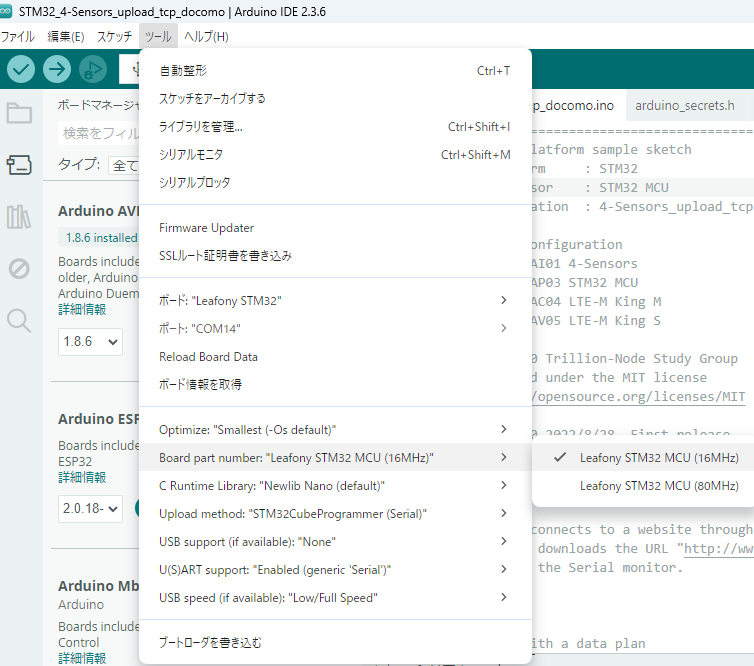 STM32_4-Sensors_upload_tcp_docomo | Arduino IDE 2.3.6
ファイル 編集(E) スケッチ ツール ヘルプ(H)
自動整形 Ctrl+T
スケッチをアーカイブする
ライブラリを管理... Ctrl+Shift+I
シリアルモニタ Ctrl+Shift+M
シリアルプロッタ
Firmware Updater
SSLルート証明書を書き込み
ボード: "Leafony STM32"
ポート: "COM14"
Reload Board Data
ボード情報を取得
Optimize: "Smallest (-Os default)"
Board part number: "Leafony STM32 MCU (16MHz)"
C Runtime Library: "Newlib Nano (default)"
Upload method: "STM32CubeProgrammer (Serial)"
USB support (if available): "None"
U(S)ART support: "Enabled (generic 'Serial')"
USB speed (if available): "Low/Full Speed"
ブートローダを書き込む
Leafony STM32 MCU (16MHz)
Leafony STM32 MCU (80MHz)
ボードマネージャ
検索をフィル
タイプ: 全て
Arduino AV
1.8.6 installed
Boards include
older, Arduino
Arduino Duem
詳細情報
1.8.6
Arduino ESP
Boards include
ESP32
詳細情報
2.0.18-
Arduino Mb
Arduino
Boards include
Control
詳細情報
p_docomo.ino arduino_secrets.h
============================
latform sample sketch
rm : STM32
sor : STM32 MCU
ation : 4-Sensors_upload_tcp
onfiguration
AI01 4-Sensors
AP03 STM32 MCU
AC04 LTE-M King M
AV05 LTE-M King S
0 Trillion-Node Study Group
d under the MIT license
/opensource.org/licenses/MIT
0 2022/8/28 First release
connects to a website through
downloads the URL "http://ww
the Serial monitor.
ith a data plan